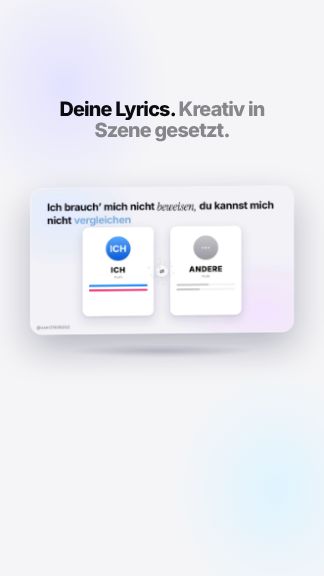 Deine Lyrics. Kreativ in
Szene gesetzt.
Ich brauch’ mich nicht beweisen, du kannst mich
nicht vergleichen
ICH
...
ICH
ANDERE